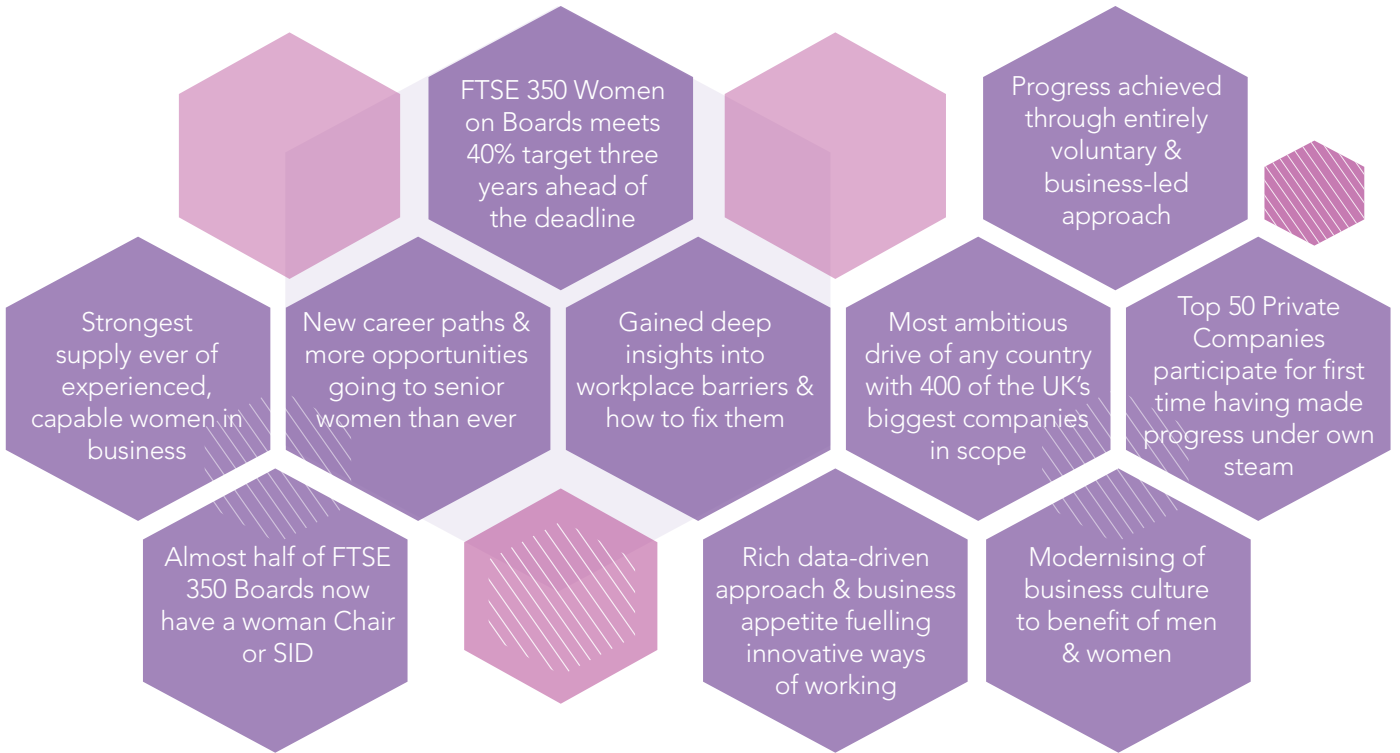 FTSE 350 Women
on Boards meets
40% target three
years ahead of
the deadline
Progress achieved
through entirely
voluntary &
business-led
approach
Strongest
supply ever of
experienced,
capable women in
business
New career paths &
more opportunities
going to senior
women than ever
Gained deep
insights into
workplace barriers &
how to fix them
Most ambitious
drive of any country
with 400 of the UK’s
biggest companies
in scope
Top 50 Private
Companies
participate for first
time having made
progress under own
steam
Almost half of FTSE
350 Boards now
have a woman Chair
or SID
Rich data-driven
approach & business
appetite fuelling
innovative ways
of working
Modernising of
business culture
to benefit of men
& women